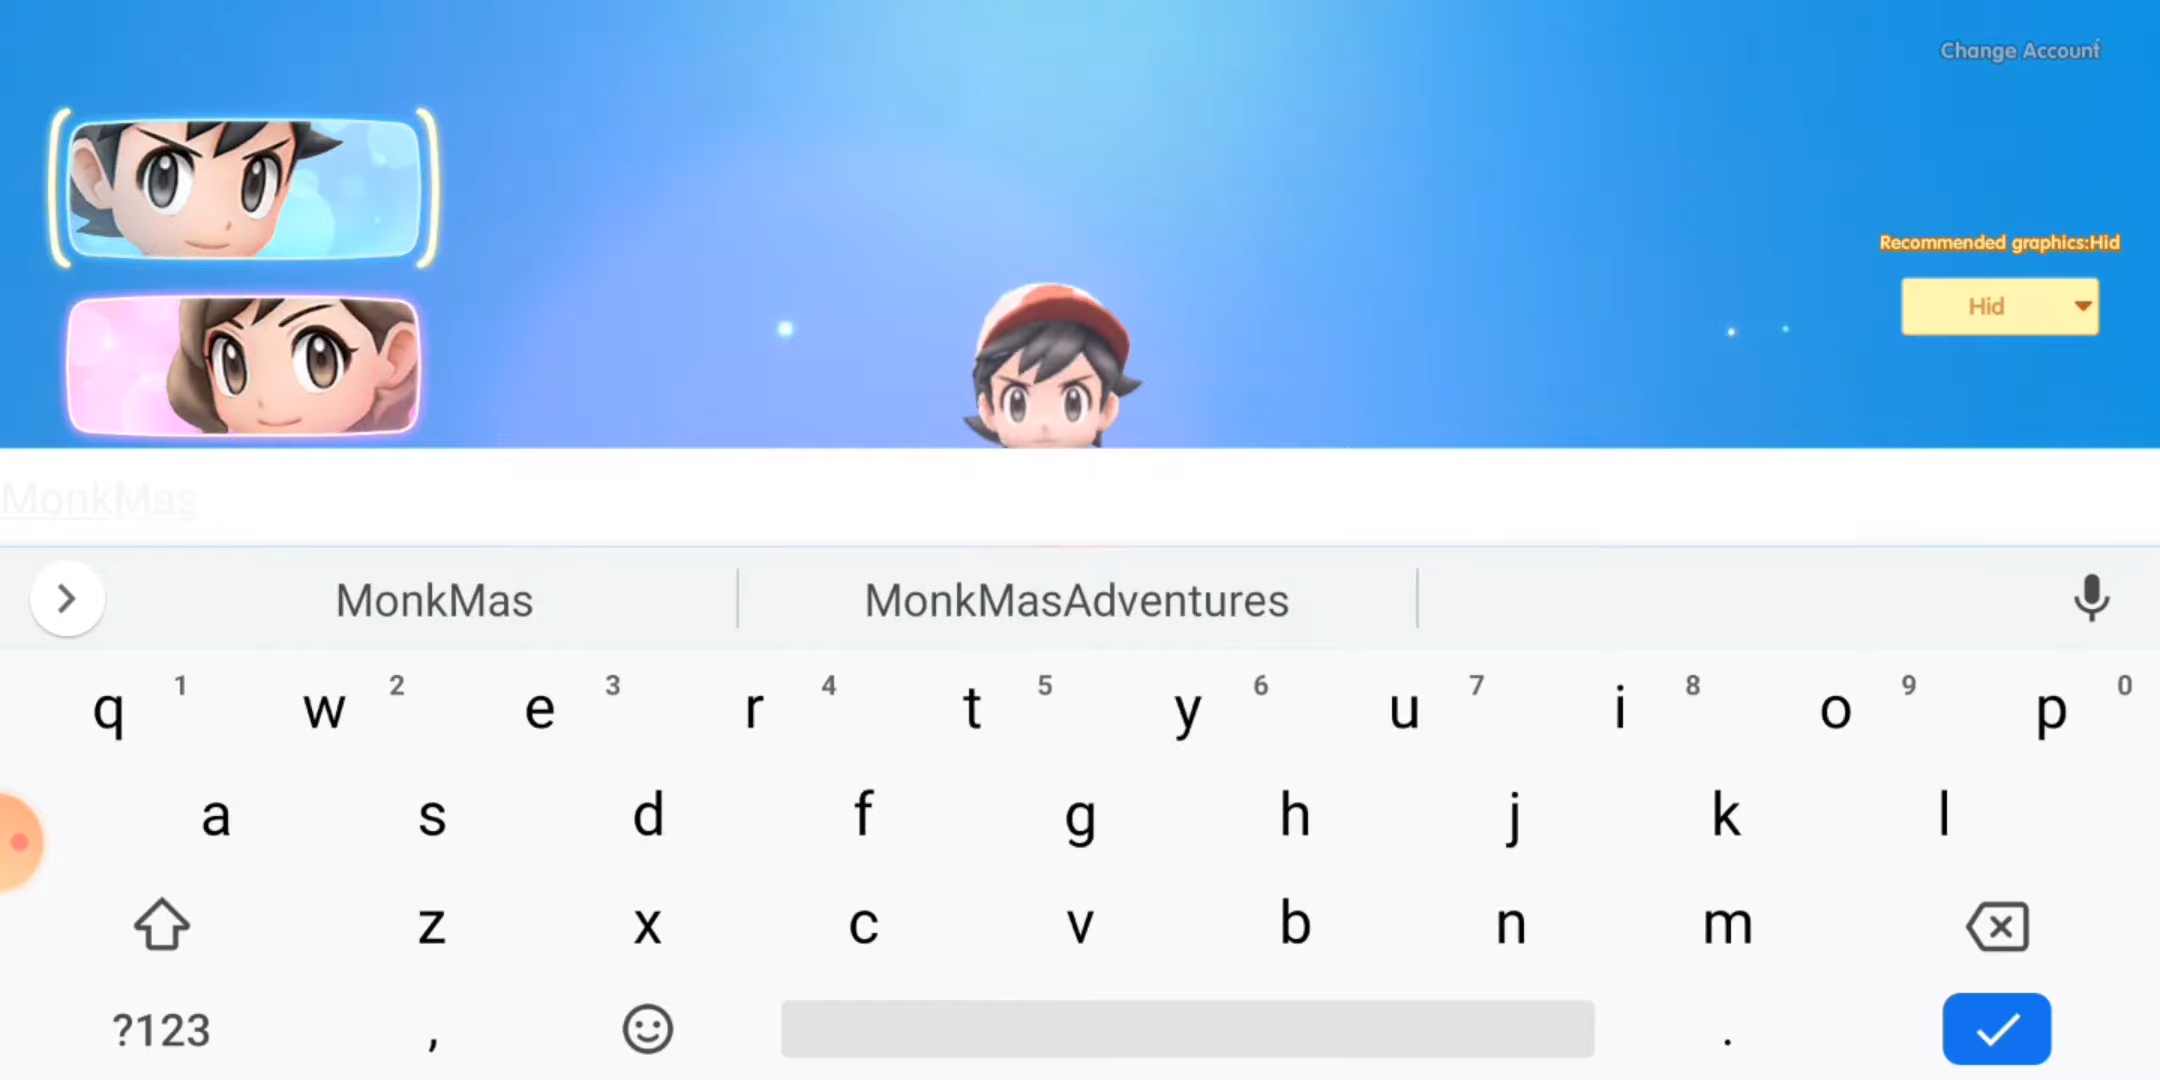 Change Account
Recommended graphics:Hid
Hid
MonkMas
MonkMas MonkMasAdventures
q 1 w 2 e 3 r 4 t 5 y 6 u 7 i 8 o 9 p 0
a s d f g h j k l
z x c v b n m
?123 , .